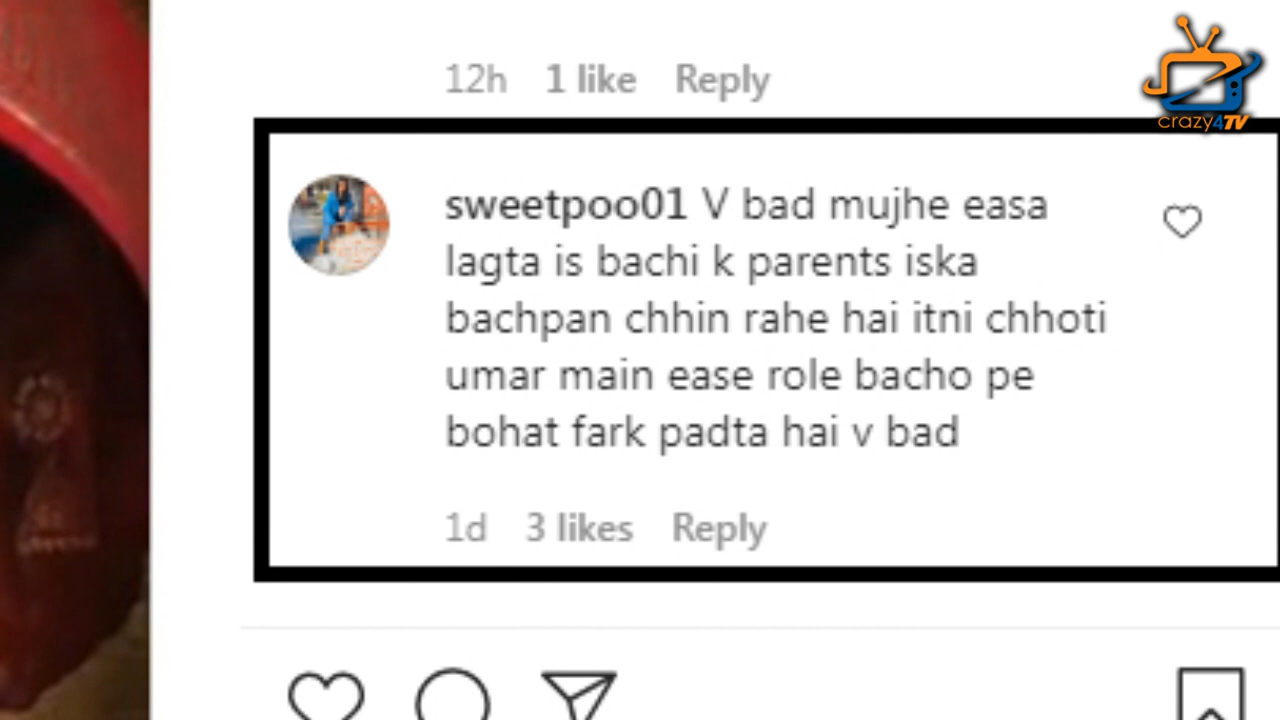 crazy4TV
12h 1 like Reply
sweetpoo01 V bad mujhe easa
lagta is bachi k parents iska
bachpan chhin rahe hai itni chhoti
umar main ease role bacho pe
bohat fark padta hai v bad
1d 3 likes Reply